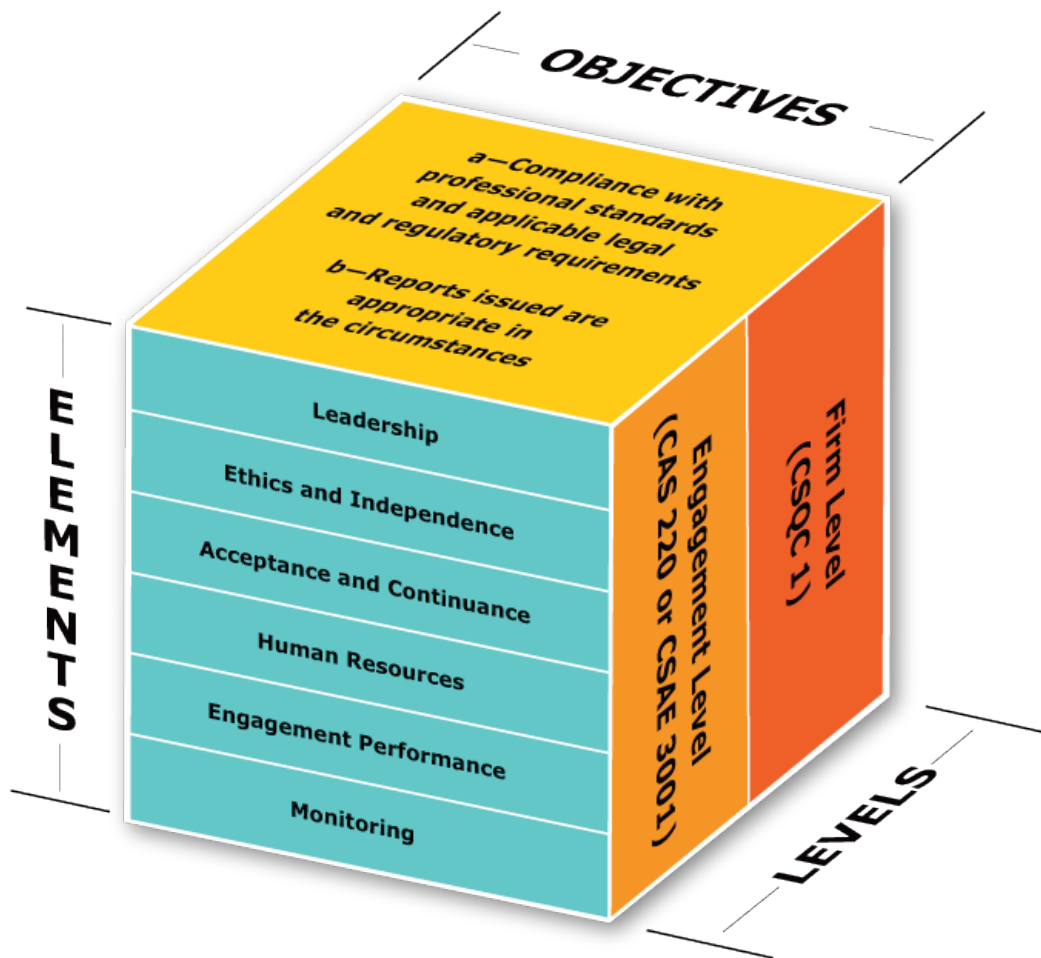 OBJECTIVES
a—Compliance with
professional standards
and applicable legal
and regulatory requirements
b—Reports issued are
appropriate in
the circumstances
ELEMENTS
Leadership
Ethics and Independence
Acceptance and Continuance
Human Resources
Engagement Performance
Monitoring
Engagement Level
(CAS 220 or CSAE 3001)
Firm Level
(CSQC 1)
LEVELS